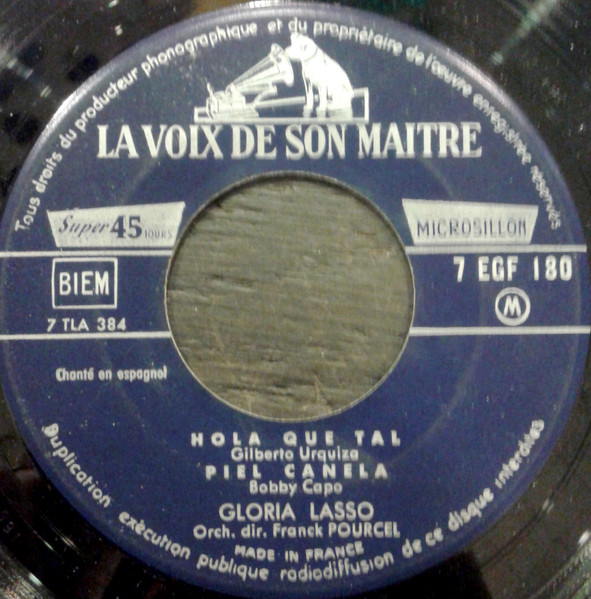 Tous droits du producteur phonographique et du propriétaire de l'œuvre enregistrée réservés
LA VOIX DE SON MAITRE
Super 45 TOURS
MICROSILLON
BIEM
7 EGF 180
M
7 TLA 384
Chanté en espagnol
HOLA QUE TAL
Gilberto Urquiza
PIEL CANELA
Bobby Capo
GLORIA LASSO
Orch. dir. Franck POURCEL
MADE IN FRANCE
Duplication exécution publique radiodiffusion de ce disque interdites